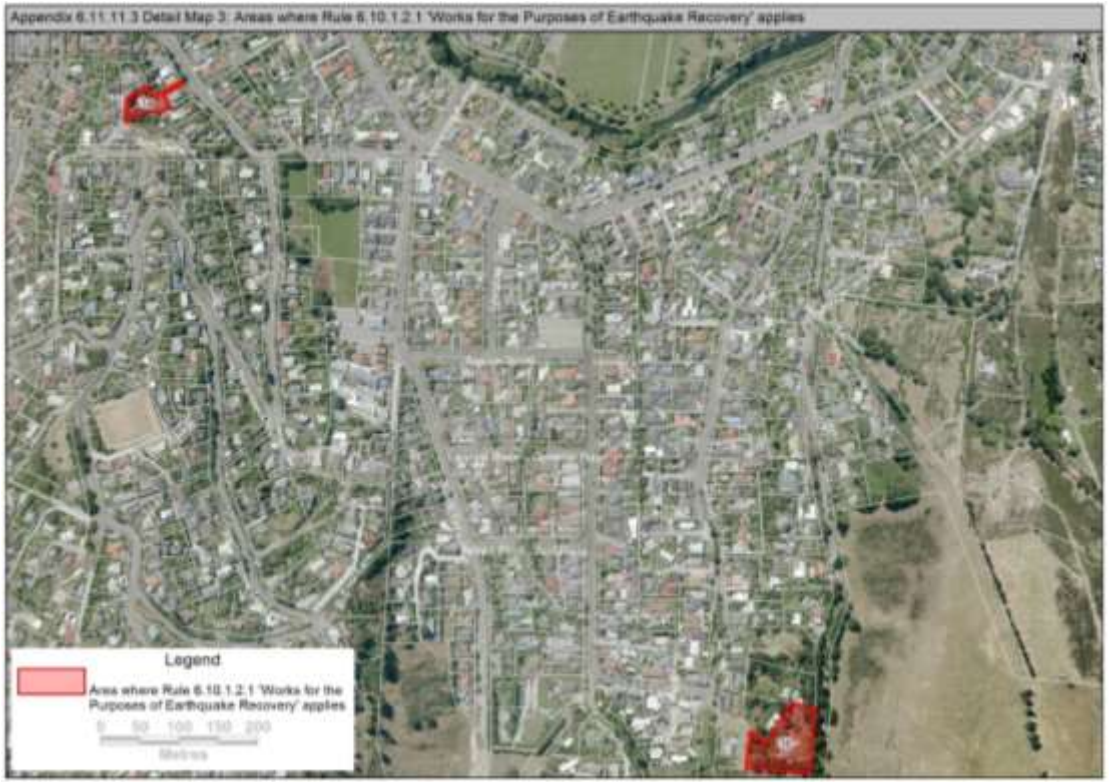 Appendix 6.11.11.3 Detail Map 3: Areas where Rule 6.10.1.2.1 'Works for the Purposes of Earthquake Recovery' applies
Legend
Area where Rule 6.10.1.2.1 'Works for the
Purposes of Earthquake Recovery' applies
0 50 100 150 200
Metres